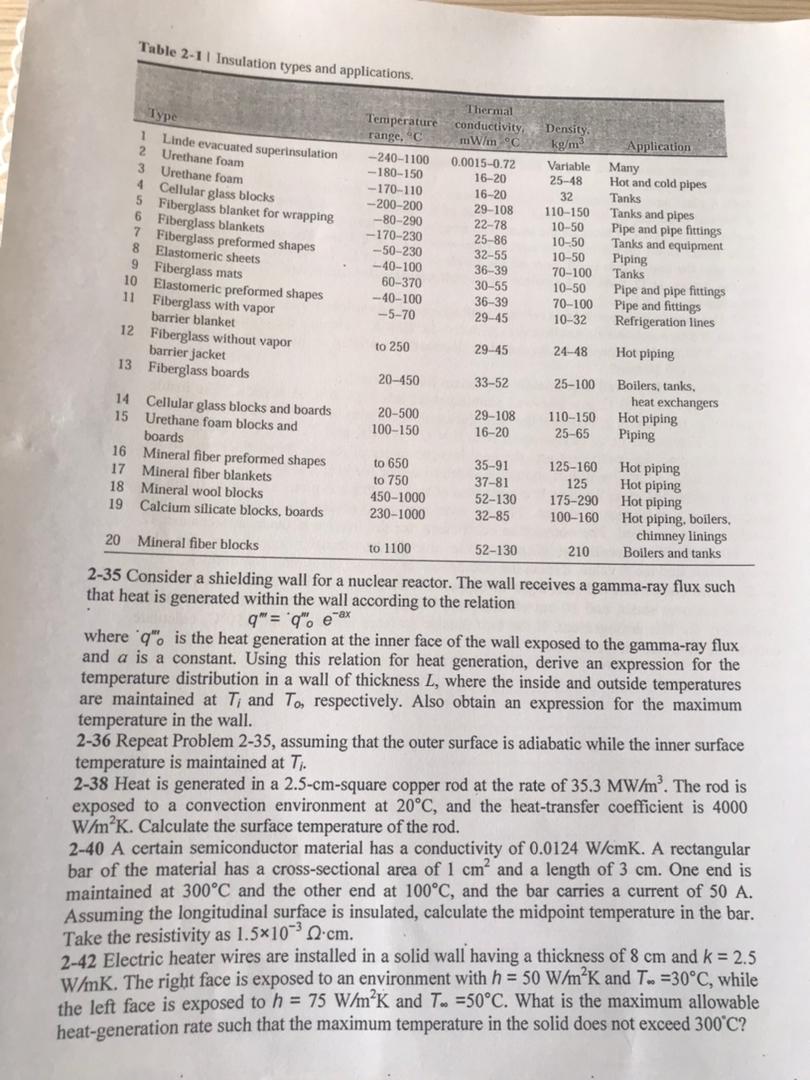 Table 2-1 | Insulation types and applications.
Type Temperature range, °C Thermal conductivity, mW/m · °C Density, kg/m³ Application
1 Linde evacuated superinsulation −240–1100 0.0015–0.72 Variable Many
2 Urethane foam −180–150 16–20 25–48 Hot and cold pipes
3 Urethane foam −170–110 16–20 32 Tanks
4 Cellular glass blocks −200–200 29–108 110–150 Tanks and pipes
5 Fiberglass blanket for wrapping −80–290 22–78 10–50 Pipe and pipe fittings
6 Fiberglass blankets −170–230 25–86 10–50 Tanks and equipment
7 Fiberglass preformed shapes −50–230 32–55 10–50 Piping
8 Elastomeric sheets −40–100 36–39 70–100 Tanks
9 Fiberglass mats 60–370 30–55 10–50 Pipe and pipe fittings
10 Elastomeric preformed shapes −40–100 36–39 70–100 Pipe and fittings
11 Fiberglass with vapor −5–70 29–45 10–32 Refrigeration lines
barrier blanket
12 Fiberglass without vapor to 250 29–45 24–48 Hot piping
barrier jacket
13 Fiberglass boards 20–450 33–52 25–100 Boilers, tanks,
heat exchangers
14 Cellular glass blocks and boards 20–500 29–108 110–150 Hot piping
15 Urethane foam blocks and 100–150 16–20 25–65 Piping
boards
16 Mineral fiber preformed shapes to 650 35–91 125–160 Hot piping
17 Mineral fiber blankets to 750 37–81 125 Hot piping
18 Mineral wool blocks 450–1000 52–130 175–290 Hot piping
19 Calcium silicate blocks, boards 230–1000 32–85 100–160 Hot piping, boilers,
chimney linings
20 Mineral fiber blocks to 1100 52–130 210 Boilers and tanks
2-35 Consider a shielding wall for a nuclear reactor. The wall receives a gamma-ray flux such
that heat is generated within the wall according to the relation
q''' = ˙q'''₀ e⁻ᵃˣ
where ˙q'''₀ is the heat generation at the inner face of the wall exposed to the gamma-ray flux
and a is a constant. Using this relation for heat generation, derive an expression for the
temperature distribution in a wall of thickness L, where the inside and outside temperatures
are maintained at Tᵢ and Tₒ, respectively. Also obtain an expression for the maximum
temperature in the wall.
2-36 Repeat Problem 2-35, assuming that the outer surface is adiabatic while the inner surface
temperature is maintained at Tᵢ.
2-38 Heat is generated in a 2.5-cm-square copper rod at the rate of 35.3 MW/m³. The rod is
exposed to a convection environment at 20°C, and the heat-transfer coefficient is 4000
W/m²K. Calculate the surface temperature of the rod.
2-40 A certain semiconductor material has a conductivity of 0.0124 W/cmK. A rectangular
bar of the material has a cross-sectional area of 1 cm² and a length of 3 cm. One end is
maintained at 300°C and the other end at 100°C, and the bar carries a current of 50 A.
Assuming the longitudinal surface is insulated, calculate the midpoint temperature in the bar.
Take the resistivity as 1.5×10⁻³ Ω·cm.
2-42 Electric heater wires are installed in a solid wall having a thickness of 8 cm and k = 2.5
W/mK. The right face is exposed to an environment with h = 50 W/m²K and T∞ =30°C, while
the left face is exposed to h = 75 W/m²K and T∞ =50°C. What is the maximum allowable
heat-generation rate such that the maximum temperature in the solid does not exceed 300°C?